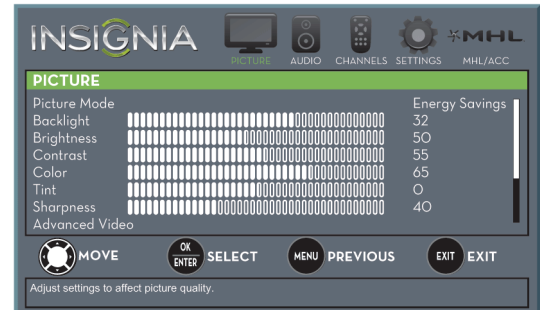 INSIGNIA
PICTURE AUDIO CHANNELS SETTINGS MHL MHL/ACC
PICTURE
Picture Mode Energy Savings
Backlight 32
Brightness 50
Contrast 55
Color 65
Tint 0
Sharpness 40
Advanced Video
MOVE OK ENTER SELECT MENU PREVIOUS EXIT EXIT
Adjust settings to affect picture quality.